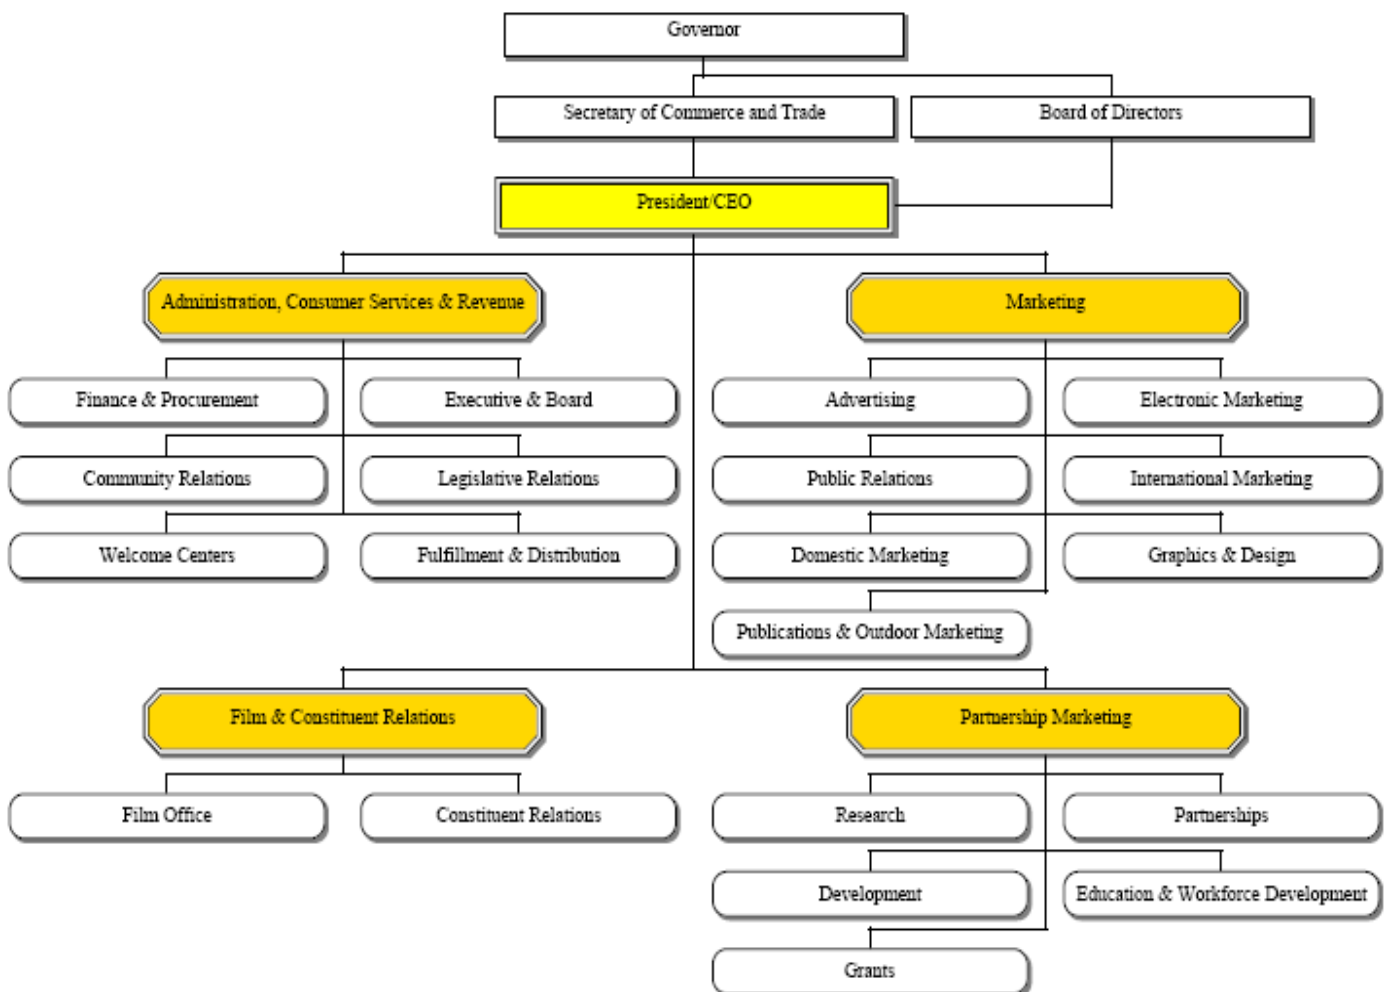 Governor
Secretary of Commerce and Trade
Board of Directors
President/CEO
Administration, Consumer Services & Revenue
Marketing
Finance & Procurement
Executive & Board
Advertising
Electronic Marketing
Community Relations
Legislative Relations
Public Relations
International Marketing
Welcome Centers
Fulfillment & Distribution
Domestic Marketing
Graphics & Design
Publications & Outdoor Marketing
Film & Constituent Relations
Partnership Marketing
Film Office
Constituent Relations
Research
Partnerships
Development
Education & Workforce Development
Grants